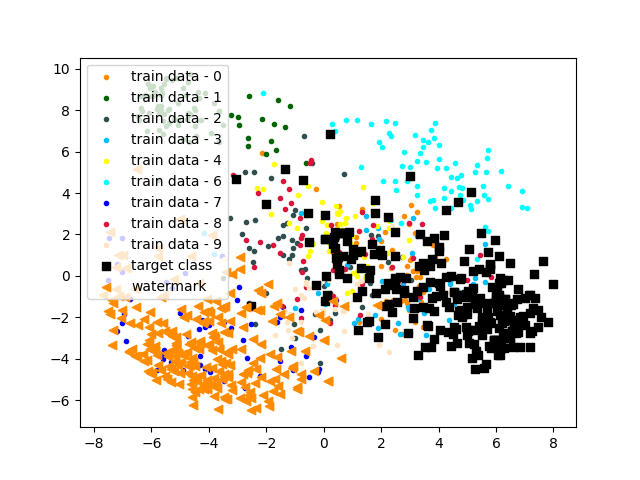 train data - 0
train data - 1
train data - 2
train data - 3
train data - 4
train data - 6
train data - 7
train data - 8
train data - 9
target class
watermark
10
8
6
4
2
0
−2
−4
−6
−8 −6 −4 −2 0 2 4 6 8